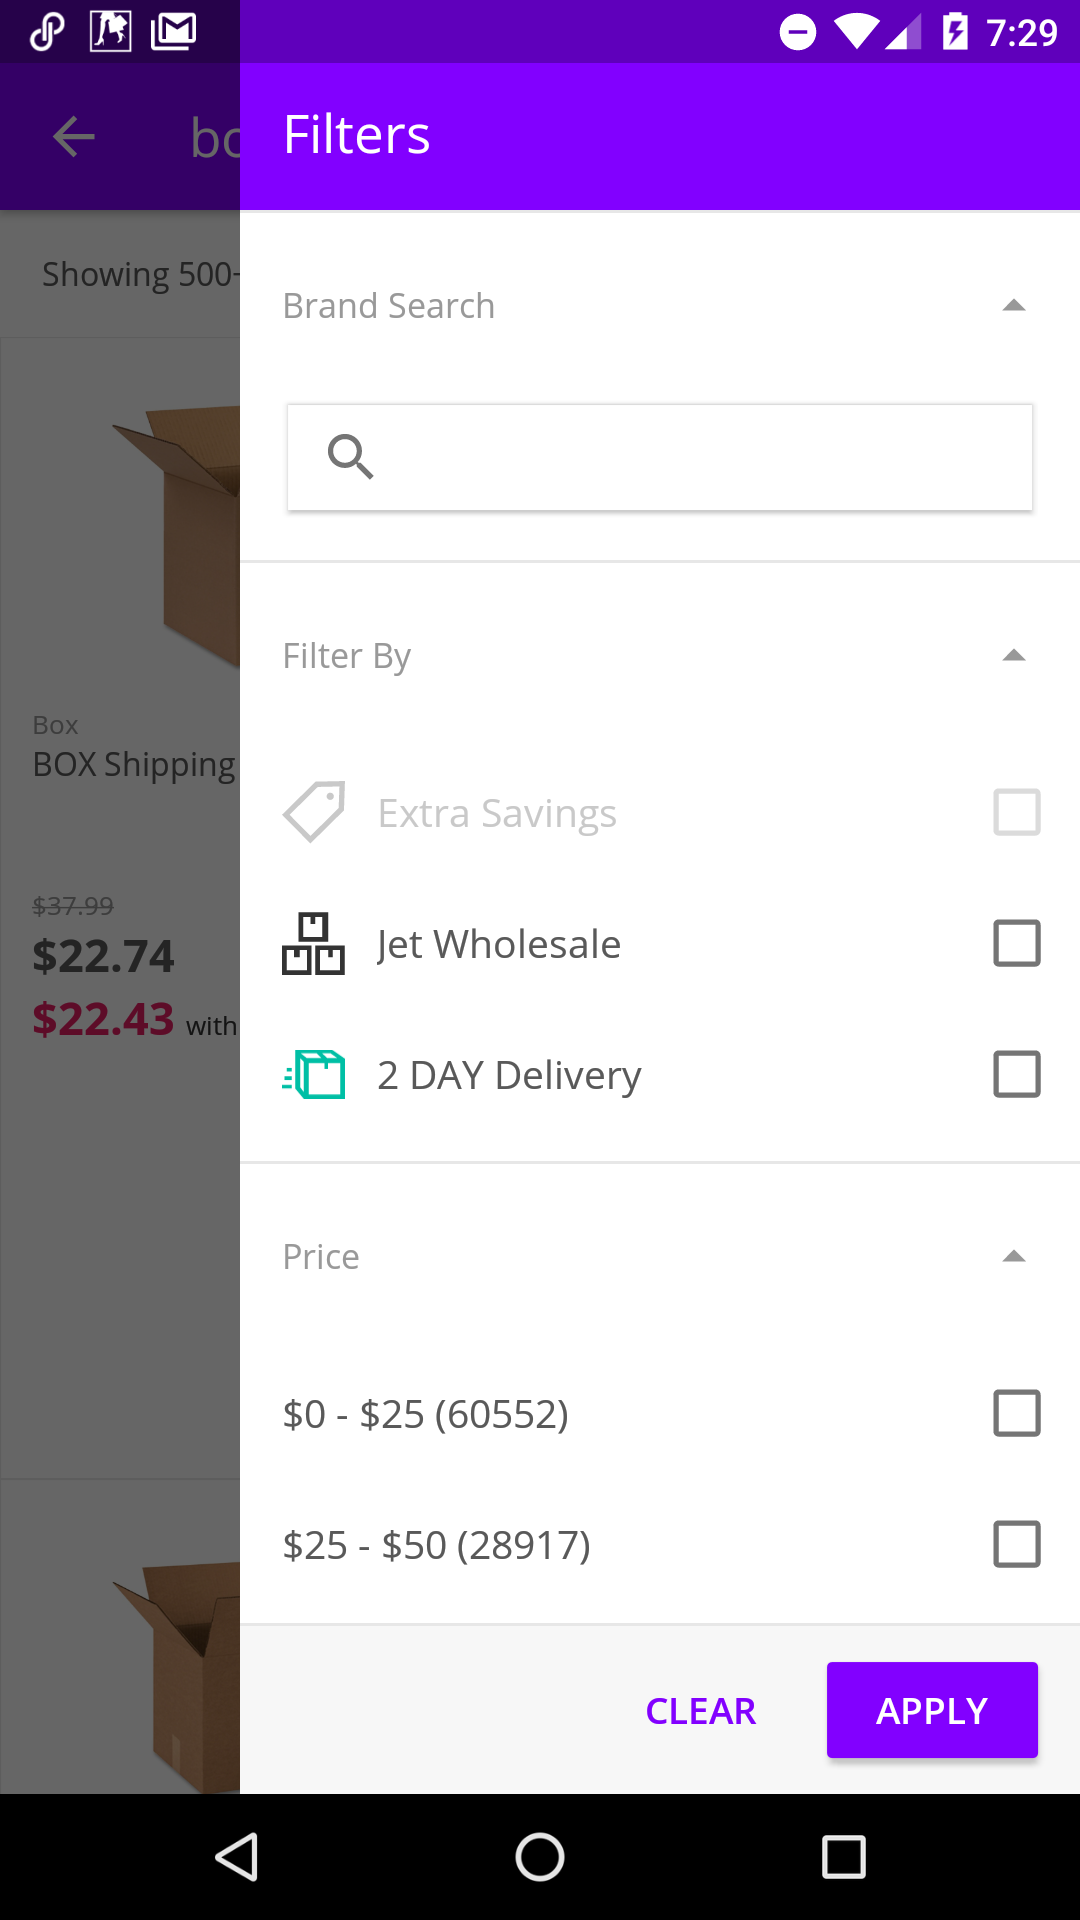 7:29
Filters
Showing 500
Brand Search
Filter By
Box
BOX Shipping
Extra Savings
$37.99
$22.74
Jet Wholesale
$22.43 with
2 DAY Delivery
Price
$0 - $25 (60552)
$25 - $50 (28917)
CLEAR
APPLY